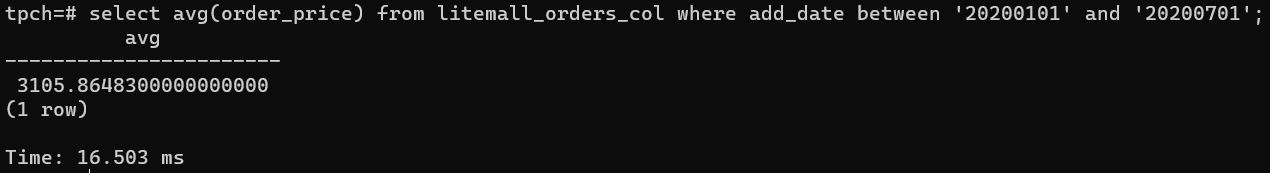 tpch=# select avg(order_price) from litemall_orders_col where add_date between '20200101' and '20200701';
avg
-----------------------
3105.8648300000000000
(1 row)
Time: 16.503 ms